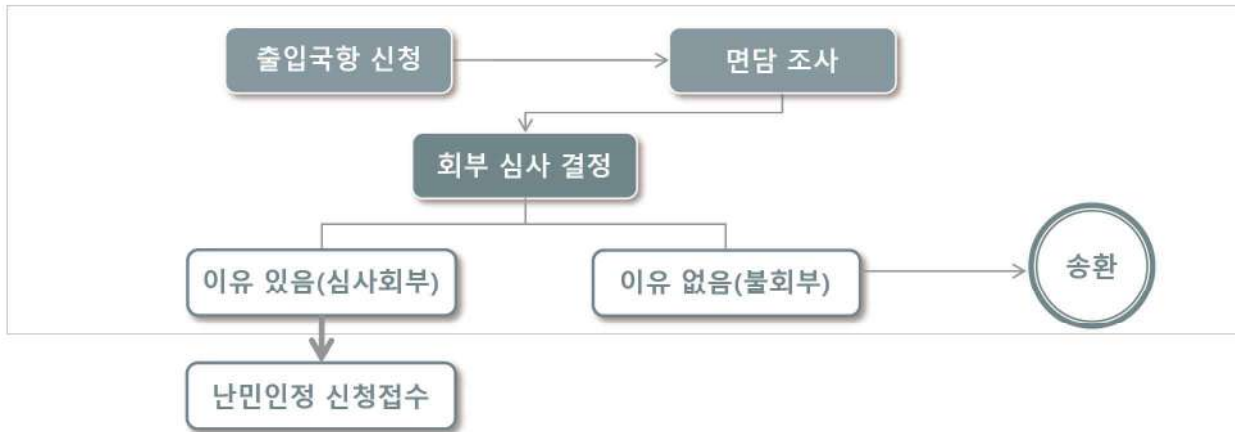 출입국항 신청
면담 조사
회부 심사 결정
이유 있음(심사회부)
이유 없음(불회부)
송환
난민인정 신청접수